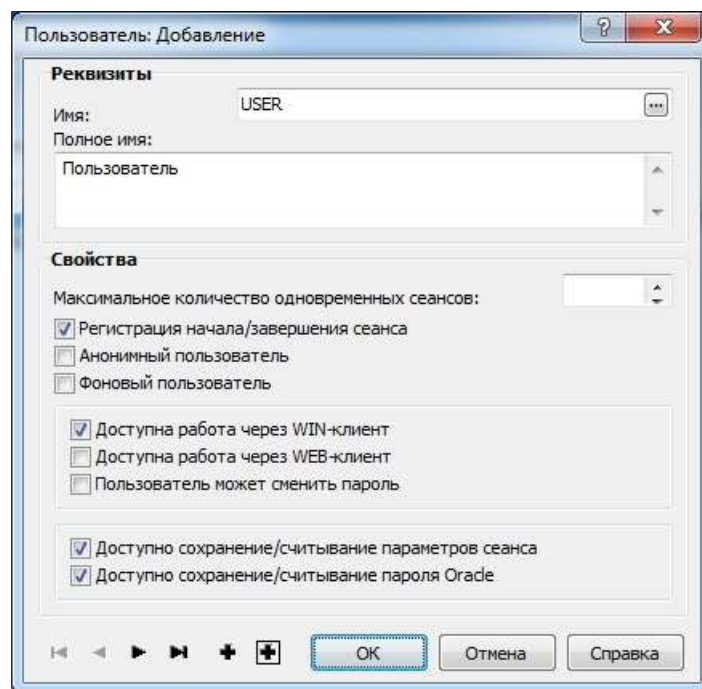 Пользователь: Добавление
Реквизиты
Имя:
USER
Полное имя:
Пользователь
Свойства
Максимальное количество одновременных сеансов:
Регистрация начала/завершения сеанса
Анонимный пользователь
Фоновый пользователь
Доступна работа через WIN-клиент
Доступна работа через WEB-клиент
Пользователь может сменить пароль
Доступно сохранение/считывание параметров сеанса
Доступно сохранение/считывание пароля Oracle
ОК
Отмена
Справка